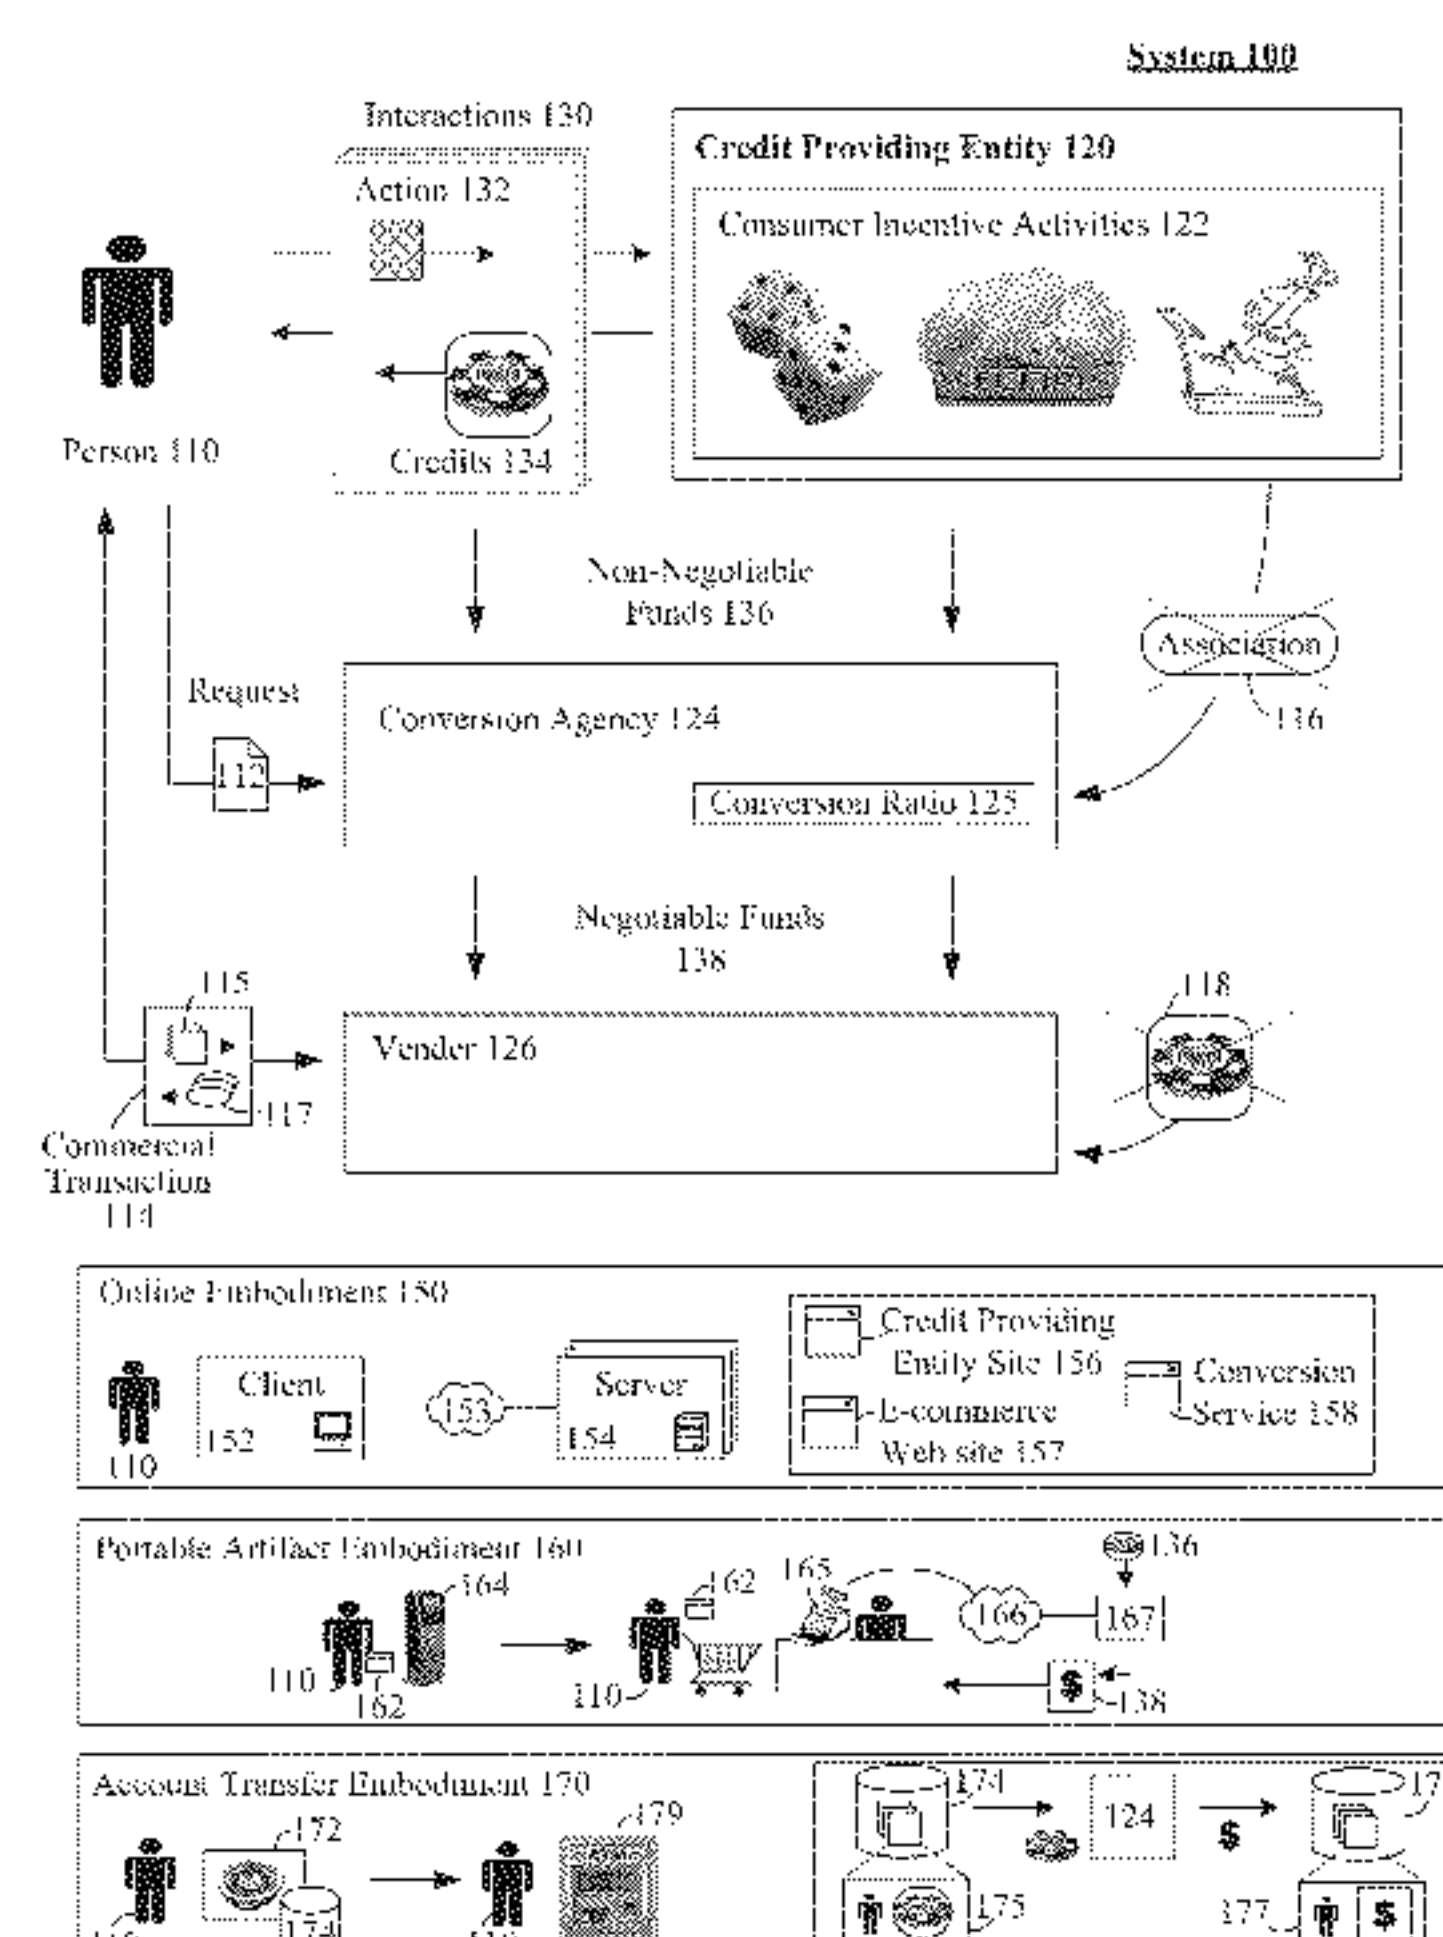 System 100
Interactions 130
Action 132
Credits 134
Credit Providing Entity 120
Consumer Incentive Activities 122
Person 110
Non-Negotiable
Funds 136
Association
116
Request
112
Conversion Agency 124
Conversion Ratio 125
Negotiable Funds
138
115
117
Commercial
Transaction
114
Vender 126
118
Online Embodiment 150
110
Client
152
153
Server
154
Credit Providing
Entity Site 156
E-commerce
Web site 157
Conversion
Service 158
Portable Artifact Embodiment 160
110
162
164
110
162
165
166
136
167
138
$
Account Transfer Embodiment 170
172
174
179
174
124
$
175
177
$